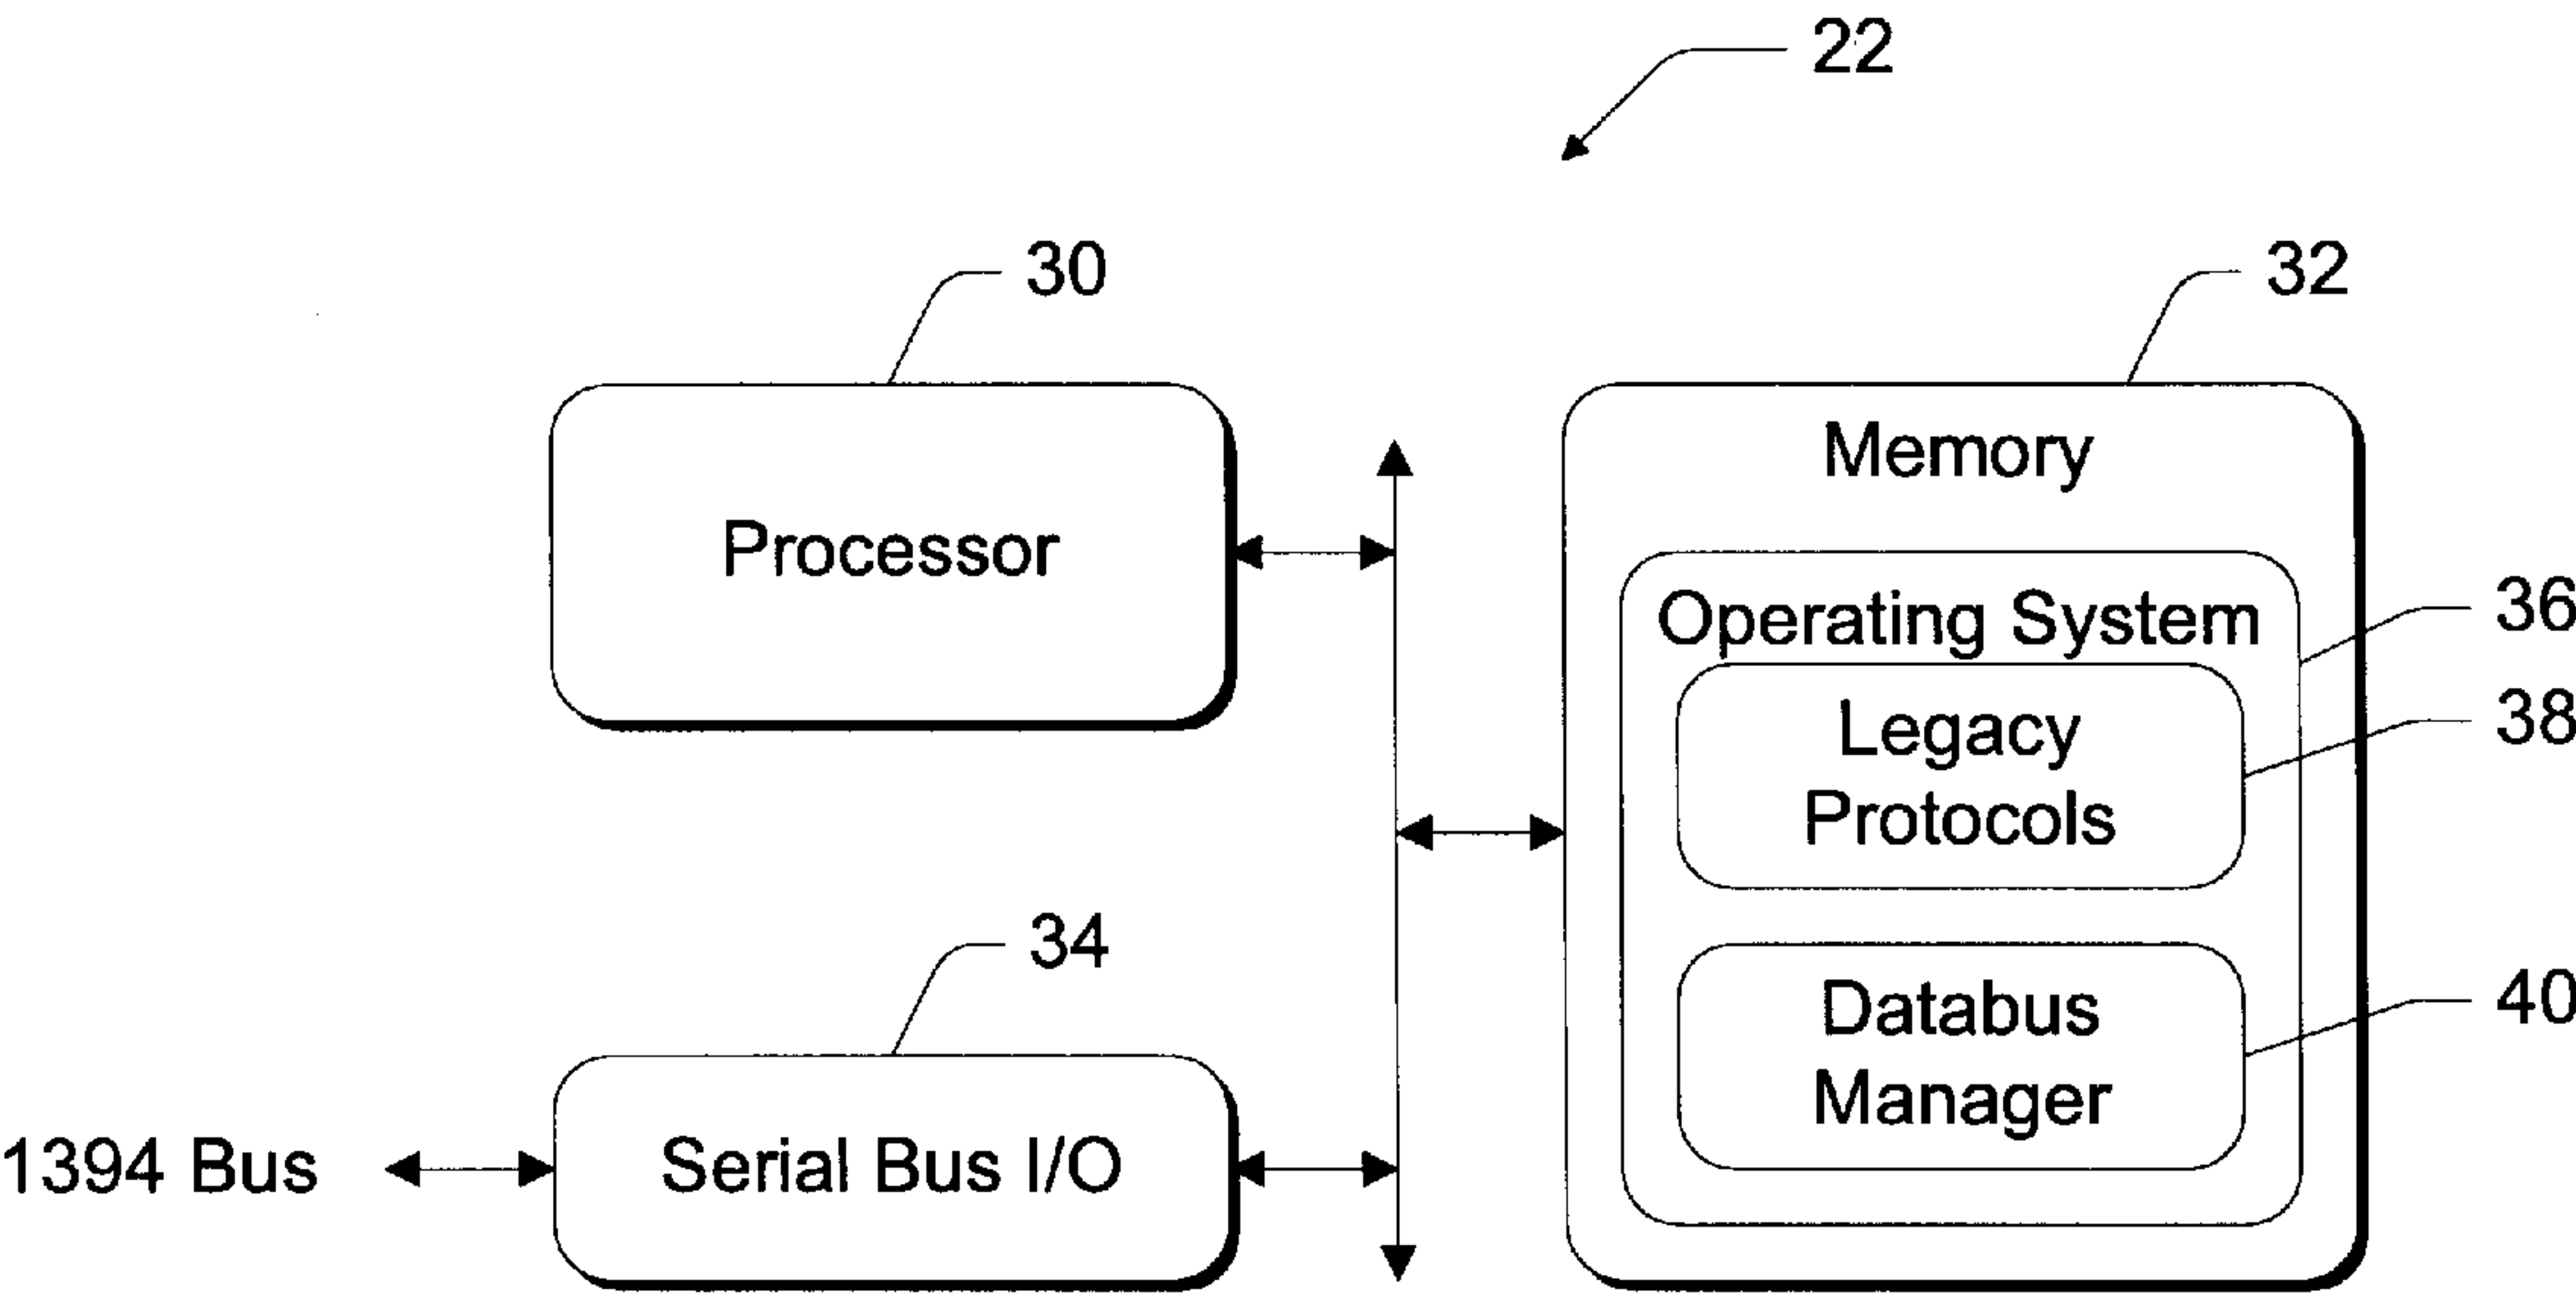 22
30
32
Memory
Processor
Operating System
36
Legacy
Protocols
38
Databus
Manager
40
34
Serial Bus I/O
1394 Bus